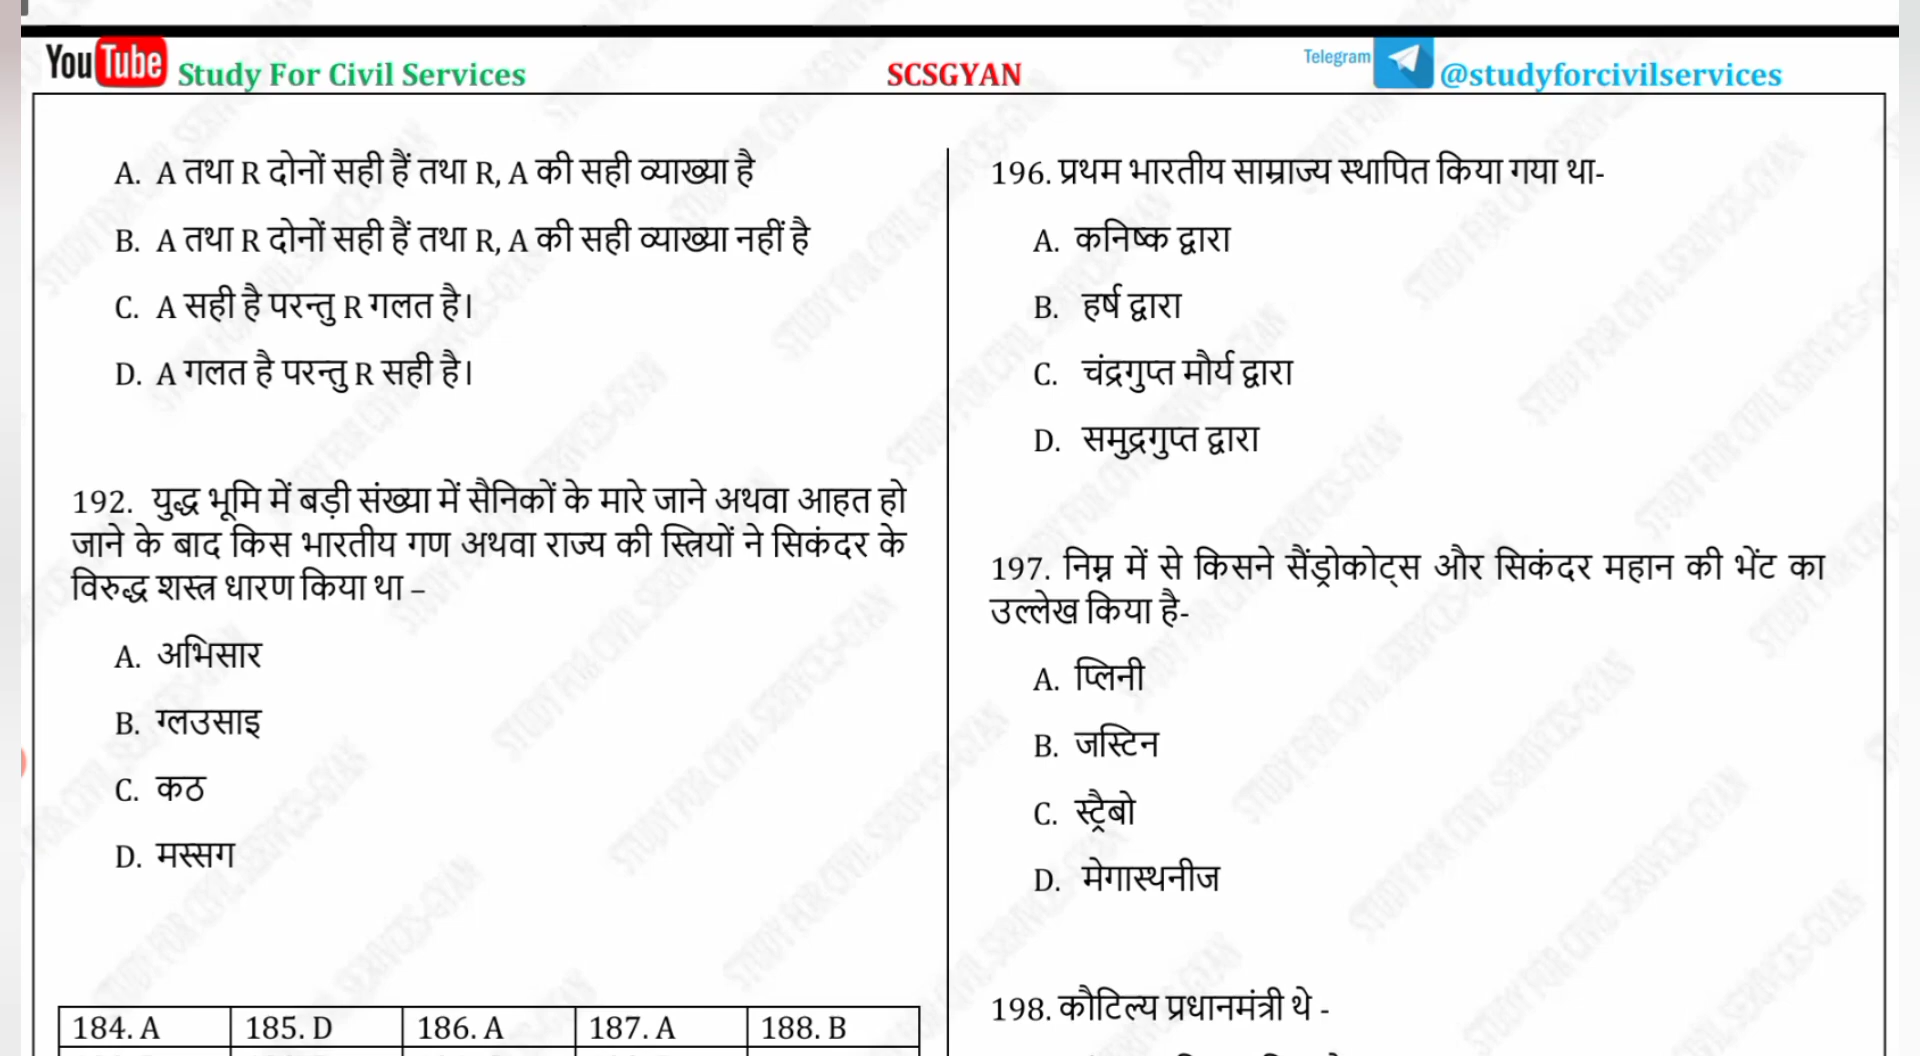 YouTube Study For Civil Services
SCSGYAN
Telegram @studyforcivilservices
A. A तथा R दोनों सही हैं तथा R, A की सही व्याख्या है
B. A तथा R दोनों सही हैं तथा R, A की सही व्याख्या नहीं है
C. A सही है परन्तु R गलत है।
D. A गलत है परन्तु R सही है।
192. युद्ध भूमि में बड़ी संख्या में सैनिकों के मारे जाने अथवा आहत हो
जाने के बाद किस भारतीय गण अथवा राज्य की स्त्रियों ने सिकंदर के
विरुद्ध शस्त्र धारण किया था –
A. अभिसार
B. ग्लउसाइ
C. कठ
D. मस्सग
184. A 185. D 186. A 187. A 188. B
196. प्रथम भारतीय साम्राज्य स्थापित किया गया था-
A. कनिष्क द्वारा
B. हर्ष द्वारा
C. चंद्रगुप्त मौर्य द्वारा
D. समुद्रगुप्त द्वारा
197. निम्न में से किसने सैंड्रोकोट्स और सिकंदर महान की भेंट का
उल्लेख किया है-
A. प्लिनी
B. जस्टिन
C. स्ट्रैबो
D. मेगास्थनीज
198. कौटिल्य प्रधानमंत्री थे -